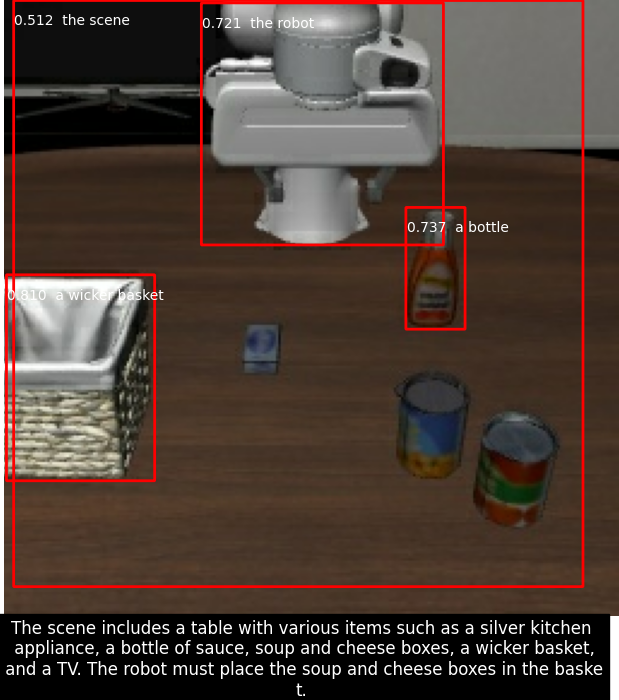 0.512 the scene
0.721 the robot
0.737 a bottle
0.810 a wicker basket
The scene includes a table with various items such as a silver kitchen
appliance, a bottle of sauce, soup and cheese boxes, a wicker basket,
and a TV. The robot must place the soup and cheese boxes in the baske
t.